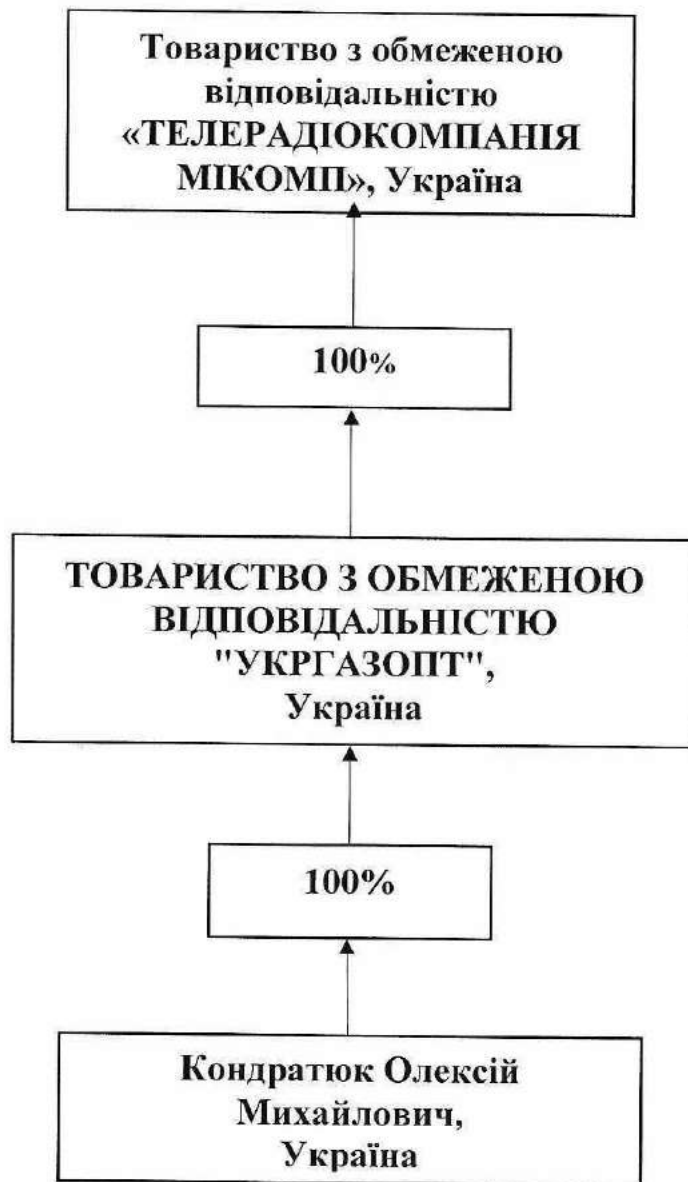 Товариство з обмеженою
відповідальністю
«ТЕЛЕРАДІОКОМПАНІЯ
МІКОМП», Україна
100%
ТОВАРИСТВО З ОБМЕЖЕНОЮ
ВІДПОВІДАЛЬНІСТЮ
"УКРГАЗОПТ",
Україна
100%
Кондратюк Олексій
Михайлович,
Україна